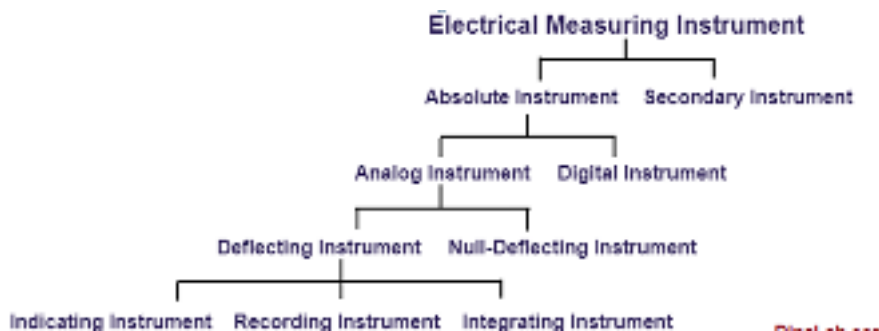 Electrical Measuring Instrument
Absolute Instrument Secondary Instrument
Analog Instrument Digital Instrument
Deflecting Instrument Null-Deflecting Instrument
Indicating Instrument Recording Instrument Integrating Instrument